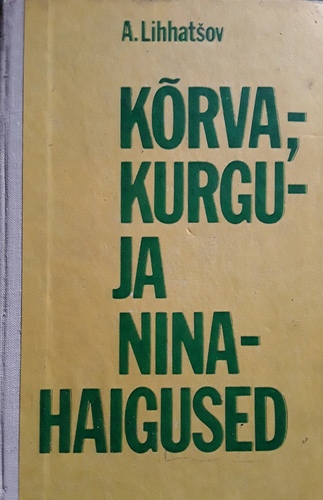 A. Lihhatšov
KÕRVA-,
KURGU-
JA
NINA-
HAIGUSED